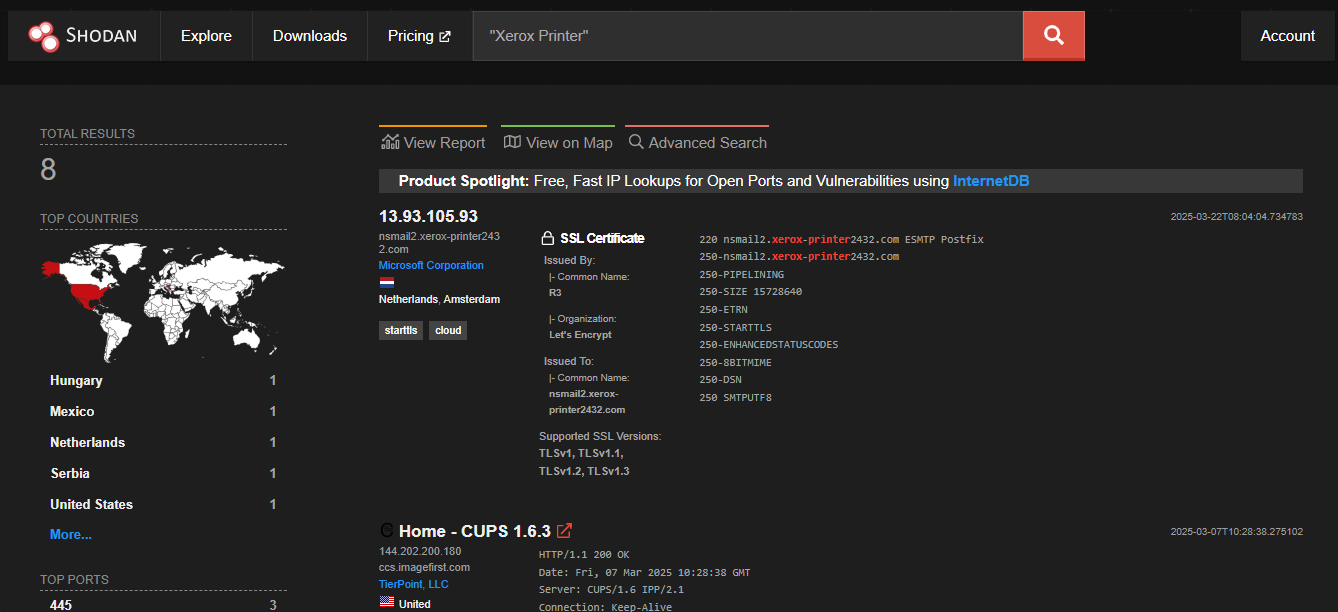 SHODAN
Explore
Downloads
Pricing
"Xerox Printer"
Account
TOTAL RESULTS
8
TOP COUNTRIES
Hungary 1
Mexico 1
Netherlands 1
Serbia 1
United States 1
More...
TOP PORTS
445 3
View Report
View on Map
Advanced Search
Product Spotlight: Free, Fast IP Lookups for Open Ports and Vulnerabilities using InternetDB
13.93.105.93
2025-03-22T08:04:04.734783
nsmail2.xerox-printer243
2.com
Microsoft Corporation
Netherlands, Amsterdam
starttls
cloud
SSL Certificate
Issued By:
|- Common Name:
R3
|- Organization:
Let's Encrypt
Issued To:
|- Common Name:
nsmail2.xerox-
printer2432.com
Supported SSL Versions:
TLSv1, TLSv1.1,
TLSv1.2, TLSv1.3
220 nsmail2.xerox-printer2432.com ESMTP Postfix
250-nsmail2.xerox-printer2432.com
250-PIPELINING
250-SIZE 15728640
250-ETRN
250-STARTTLS
250-ENHANCEDSTATUSCODES
250-8BITMIME
250-DSN
250 SMTPUTF8
Home - CUPS 1.6.3
2025-03-07T10:28:38.275102
144.202.200.180
ccs.imagefirst.com
TierPoint, LLC
United
HTTP/1.1 200 OK
Date: Fri, 07 Mar 2025 10:28:38 GMT
Server: CUPS/1.6 IPP/2.1
Connection: Keep-Alive